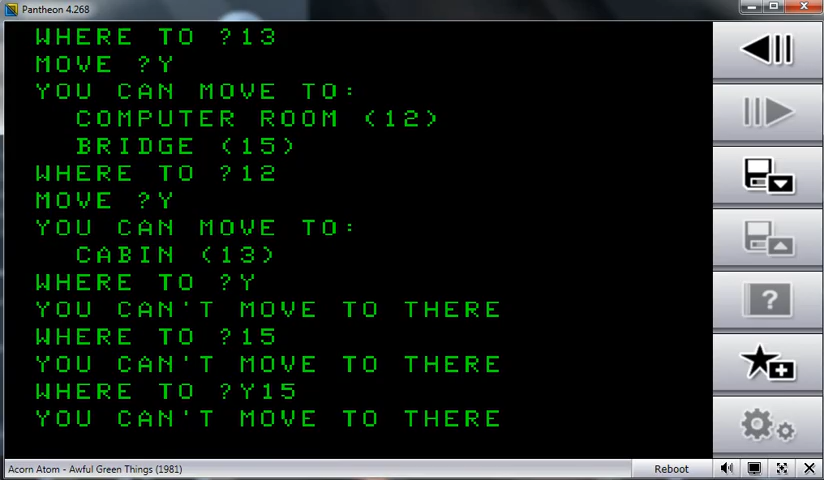 Pantheon 4.268
WHERE TO ?13
MOVE ?Y
YOU CAN MOVE TO:
COMPUTER ROOM (12)
BRIDGE (15)
WHERE TO ?12
MOVE ?Y
YOU CAN MOVE TO:
CABIN (13)
WHERE TO ?Y
YOU CAN'T MOVE TO THERE
WHERE TO ?15
YOU CAN'T MOVE TO THERE
WHERE TO ?Y15
YOU CAN'T MOVE TO THERE
?
Acorn Atom - Awful Green Things (1981)
Reboot